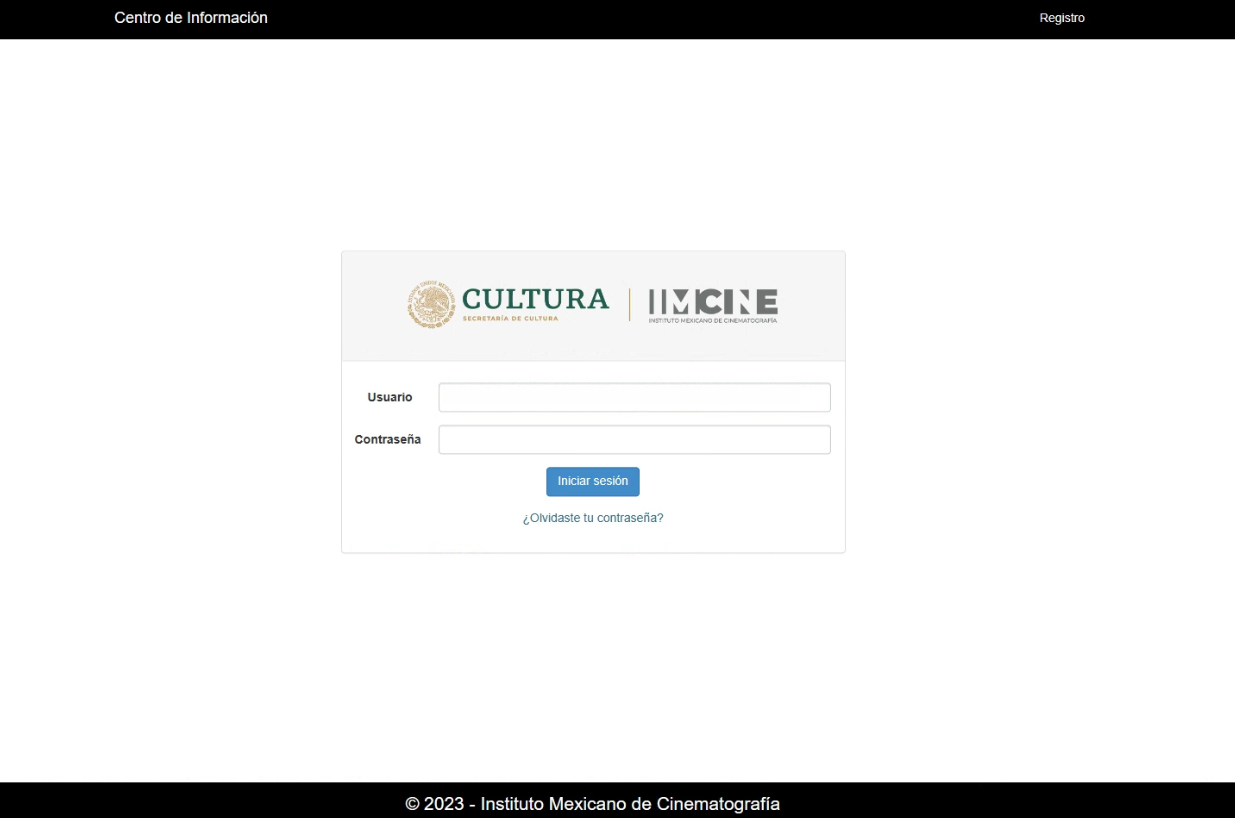 Centro de Información
Registro
CULTURA
SECRETARÍA DE CULTURA
IMCINE
INSTITUTO MEXICANO DE CINEMATOGRAFÍA
Usuario
Contraseña
Iniciar sesión
¿Olvidaste tu contraseña?
© 2023 - Instituto Mexicano de Cinematografía